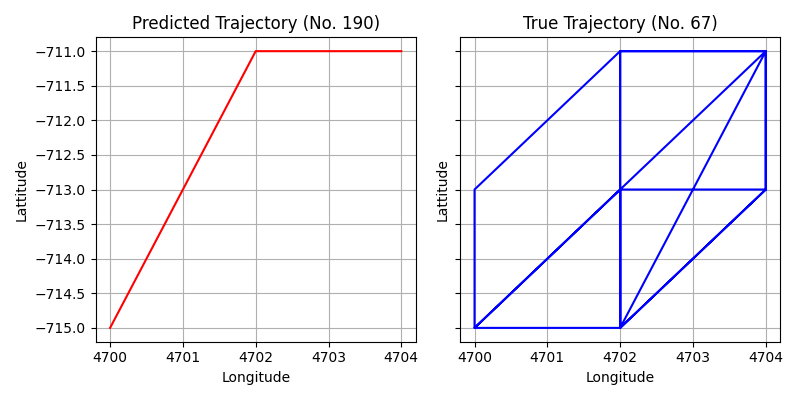 Predicted Trajectory (No. 190)
True Trajectory (No. 67)
Lattitude
−711.0
−711.5
−712.0
−712.5
−713.0
−713.5
−714.0
−714.5
−715.0
4700 4701 4702 4703 4704
Longitude
Lattitude
4700 4701 4702 4703 4704
Longitude